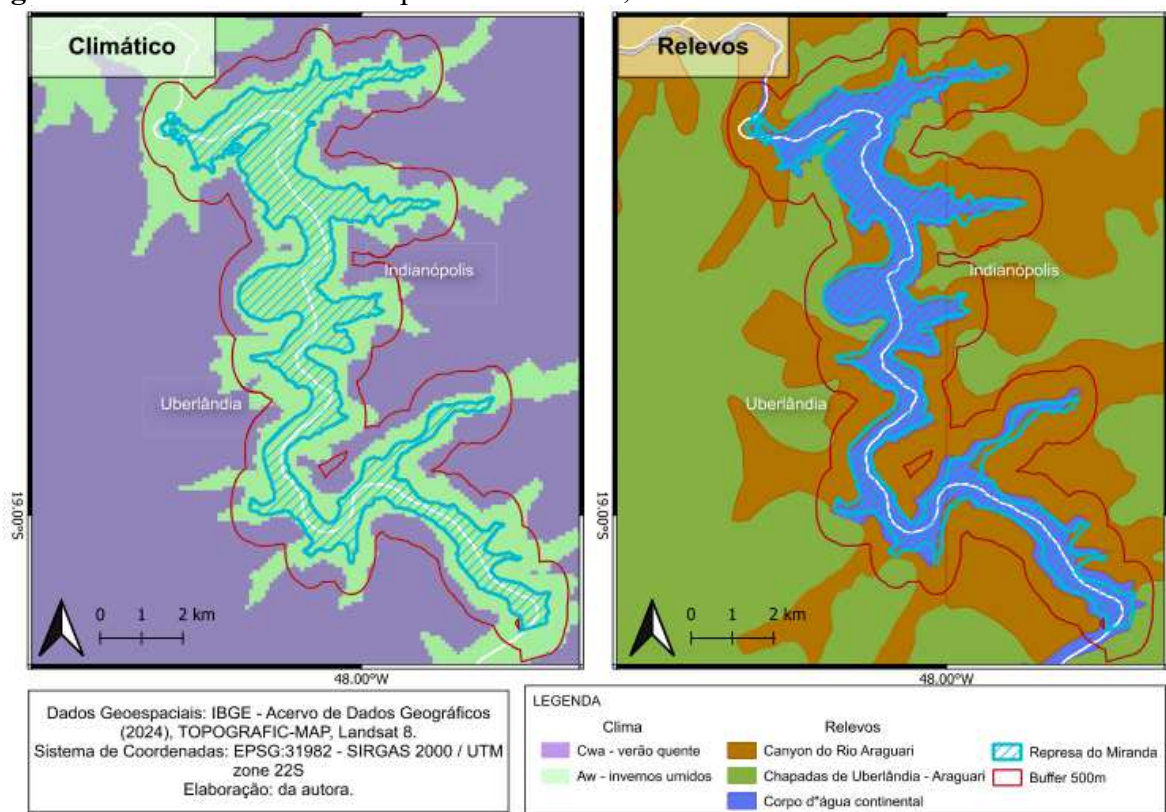 Climático
Relevos
Indianópolis
Indianópolis
Uberlândia
Uberlândia
19.00°S
19.00°S
0 1 2 km
0 1 2 km
48.00°W
48.00°W
Dados Geoespaciais: IBGE - Acervo de Dados Geográficos
(2024), TOPOGRAFIC-MAP, Landsat 8.
Sistema de Coordenadas: EPSG:31982 - SIRGAS 2000 / UTM
zone 22S
Elaboração: da autora.
LEGENDA
Clima
Cwa - verão quente
Aw - invernos umidos
Relevos
Canyon do Rio Araguari
Chapadas de Uberlândia - Araguari
Corpo d"água continental
Represa do Miranda
Buffer 500m